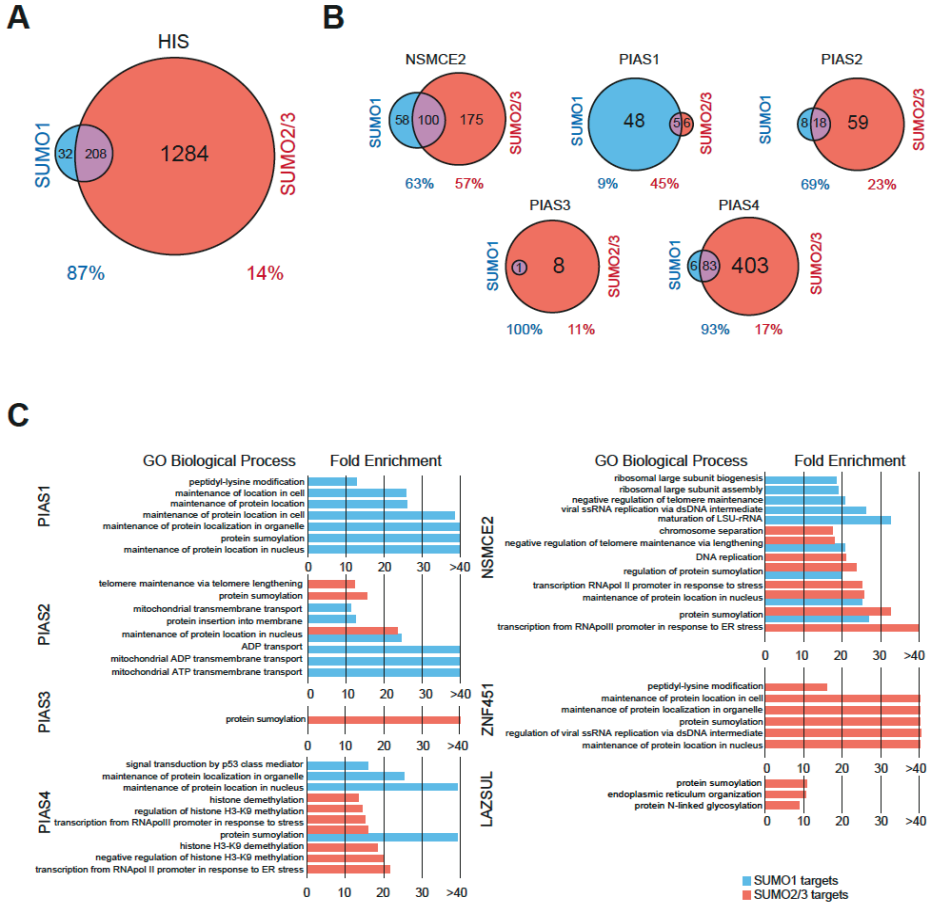 A
HIS
SUMO1
32
208
1284
SUMO2/3
87%
14%
B
NSMCE2
SUMO1
58
100
175
SUMO2/3
63%
57%
PIAS1
SUMO1
48
5
6
SUMO2/3
9%
45%
PIAS2
SUMO1
8
18
59
SUMO2/3
69%
23%
PIAS3
SUMO1
1
8
SUMO2/3
100%
11%
PIAS4
SUMO1
6
83
403
SUMO2/3
93%
17%
C
GO Biological Process
Fold Enrichment
PIAS1
peptidyl-lysine modification
maintenance of location in cell
maintenance of protein location
maintenance of protein location in cell
maintenance of protein localization in organelle
protein sumoylation
maintenance of protein location in nucleus
0 10 20 30 >40
PIAS2
telomere maintenance via telomere lengthening
protein sumoylation
mitochondrial transmembrane transport
protein insertion into membrane
maintenance of protein location in nucleus
ADP transport
mitochondrial ADP transmembrane transport
mitochondrial ATP transmembrane transport
0 10 20 30 >40
PIAS3
protein sumoylation
0 10 20 30 >40
PIAS4
signal transduction by p53 class mediator
maintenance of protein localization in organelle
maintenance of protein location in nucleus
histone demethylation
regulation of histone H3-K9 methylation
transcription from RNApolII promoter in response to stress
protein sumoylation
histone H3-K9 demethylation
negative regulation of histone H3-K9 methylation
transcription from RNApol II promoter in response to ER stress
0 10 20 30 >40
GO Biological Process
Fold Enrichment
NSMCE2
ribosomal large subunit biogenesis
ribosomal large subunit assembly
negative regulation of telomere maintenance
viral ssRNA replication via dsDNA intermediate
maturation of LSU-rRNA
chromosome separation
negative regulation of telomere maintenance via lengthening
DNA replication
regulation of protein sumoylation
transcription RNApol II promoter in response to stress
maintenance of protein location in nucleus
protein sumoylation
transcription from RNApolII promoter in response to ER stress
0 10 20 30 >40
ZNF451
peptidyl-lysine modification
maintenance of protein location in cell
maintenance of protein localization in organelle
protein sumoylation
regulation of viral ssRNA replication via dsDNA intermediate
maintenance of protein location in nucleus
0 10 20 30 >40
LAZSUL
protein sumoylation
endoplasmic reticulum organization
protein N-linked glycosylation
0 10 20 30 >40
SUMO1 targets
SUMO2/3 targets